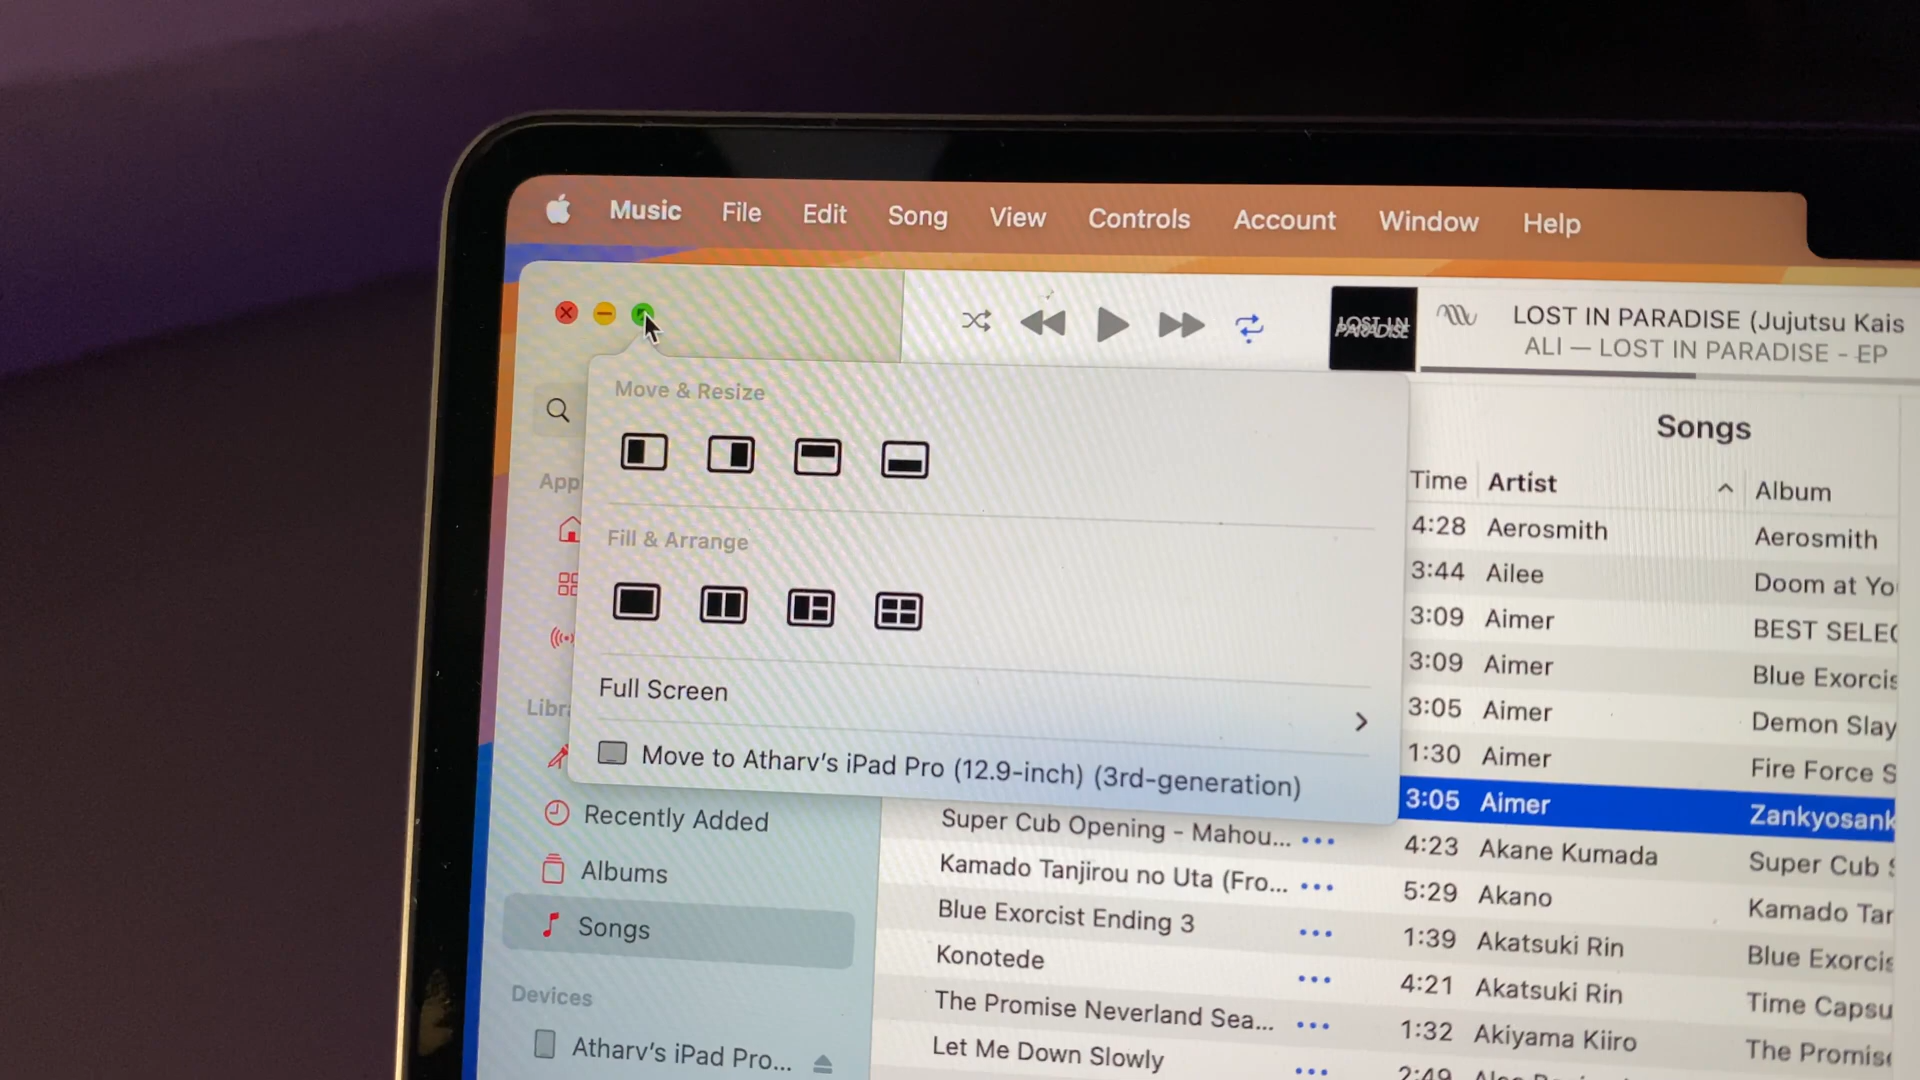 Music File Edit Song View Controls Account Window Help
LOST IN PARADISE
LOST IN PARADISE (Jujutsu Kais
ALI — LOST IN PARADISE – EP
Move & Resize
Fill & Arrange
Full Screen
Move to Atharv's iPad Pro (12.9-inch) (3rd-generation)
App
Libr
Recently Added
Albums
Songs
Devices
Atharv's iPad Pro...
Songs
Time Artist Album
4:28 Aerosmith Aerosmith
3:44 Ailee Doom at Yo
3:09 Aimer BEST SELEC
3:09 Aimer Blue Exorcis
3:05 Aimer Demon Slay
1:30 Aimer Fire Force S
3:05 Aimer Zankyosank
Super Cub Opening - Mahou... ••• 4:23 Akane Kumada Super Cub S
Kamado Tanjirou no Uta (Fro... ••• 5:29 Akano Kamado Tar
Blue Exorcist Ending 3 ••• 1:39 Akatsuki Rin Blue Exorcis
Konotede ••• 4:21 Akatsuki Rin Time Capsu
The Promise Neverland Sea... ••• 1:32 Akiyama Kiiro The Promise
Let Me Down Slowly ••• 2:49